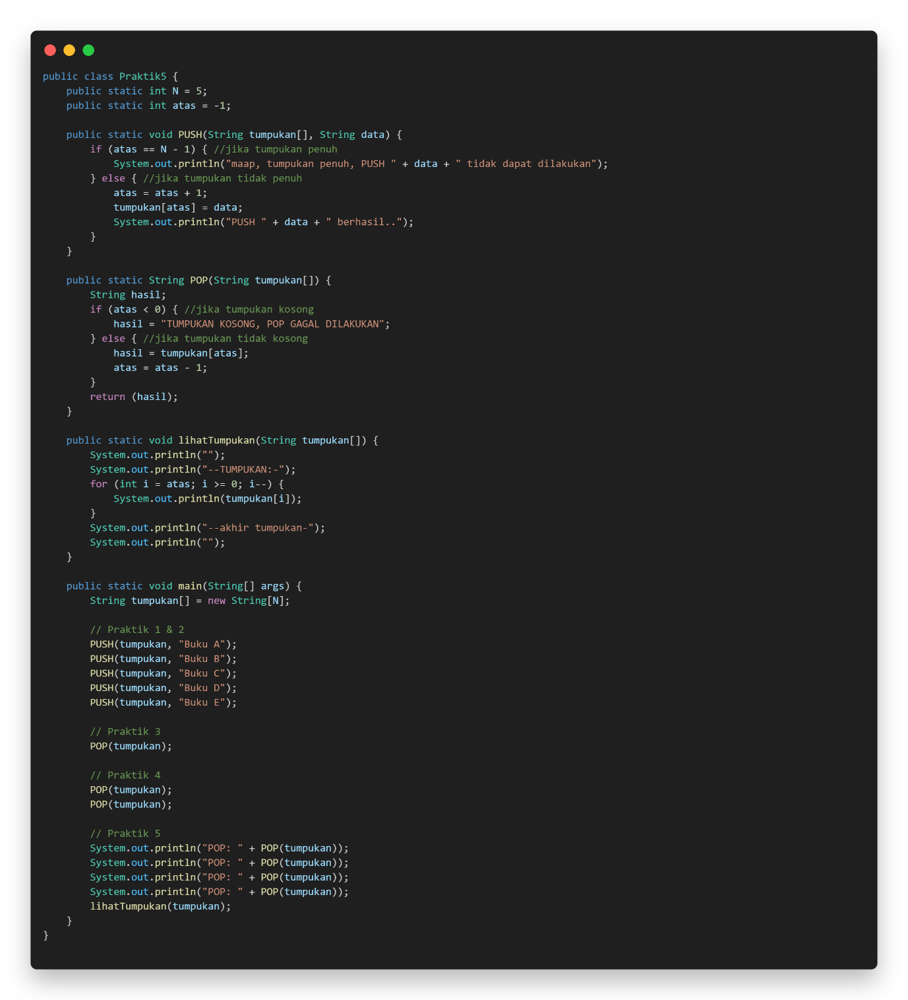 public class Praktik5 {
    public static int N = 5;
    public static int atas = -1;

    public static void PUSH(String tumpukan[], String data) {
        if (atas == N - 1) { //jika tumpukan penuh
            System.out.println("maap, tumpukan penuh, PUSH " + data + " tidak dapat dilakukan");
        } else { //jika tumpukan tidak penuh
            atas = atas + 1;
            tumpukan[atas] = data;
            System.out.println("PUSH " + data + " berhasil..");
        }
    }

    public static String POP(String tumpukan[]) {
        String hasil;
        if (atas < 0) { //jika tumpukan kosong
            hasil = "TUMPUKAN KOSONG, POP GAGAL DILAKUKAN";
        } else { //jika tumpukan tidak kosong
            hasil = tumpukan[atas];
            atas = atas - 1;
        }
        return (hasil);
    }

    public static void lihatTumpukan(String tumpukan[]) {
        System.out.println("");
        System.out.println("--TUMPUKAN:-");
        for (int i = atas; i >= 0; i--) {
            System.out.println(tumpukan[i]);
        }
        System.out.println("--akhir tumpukan-");
        System.out.println("");
    }

    public static void main(String[] args) {
        String tumpukan[] = new String[N];

        // Praktik 1 & 2
        PUSH(tumpukan, "Buku A");
        PUSH(tumpukan, "Buku B");
        PUSH(tumpukan, "Buku C");
        PUSH(tumpukan, "Buku D");
        PUSH(tumpukan, "Buku E");

        // Praktik 3
        POP(tumpukan);

        // Praktik 4
        POP(tumpukan);
        POP(tumpukan);

        // Praktik 5
        System.out.println("POP: " + POP(tumpukan));
        System.out.println("POP: " + POP(tumpukan));
        System.out.println("POP: " + POP(tumpukan));
        System.out.println("POP: " + POP(tumpukan));
        lihatTumpukan(tumpukan);
    }
}